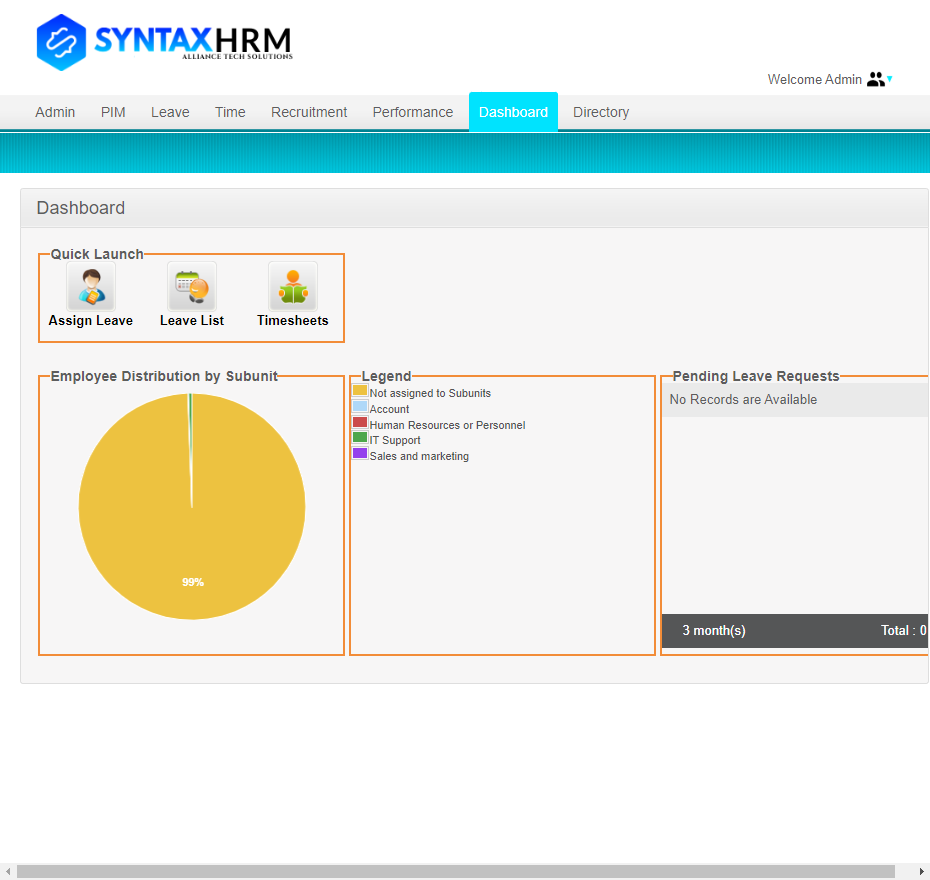 SYNTAXHRM
ALLIANCE TECH SOLUTIONS
Welcome Admin
Admin PIM Leave Time Recruitment Performance Dashboard Directory
Dashboard
Quick Launch
Assign Leave Leave List Timesheets
Employee Distribution by Subunit
99%
Legend
Not assigned to Subunits
Account
Human Resources or Personnel
IT Support
Sales and marketing
Pending Leave Requests
No Records are Available
3 month(s) Total : 0